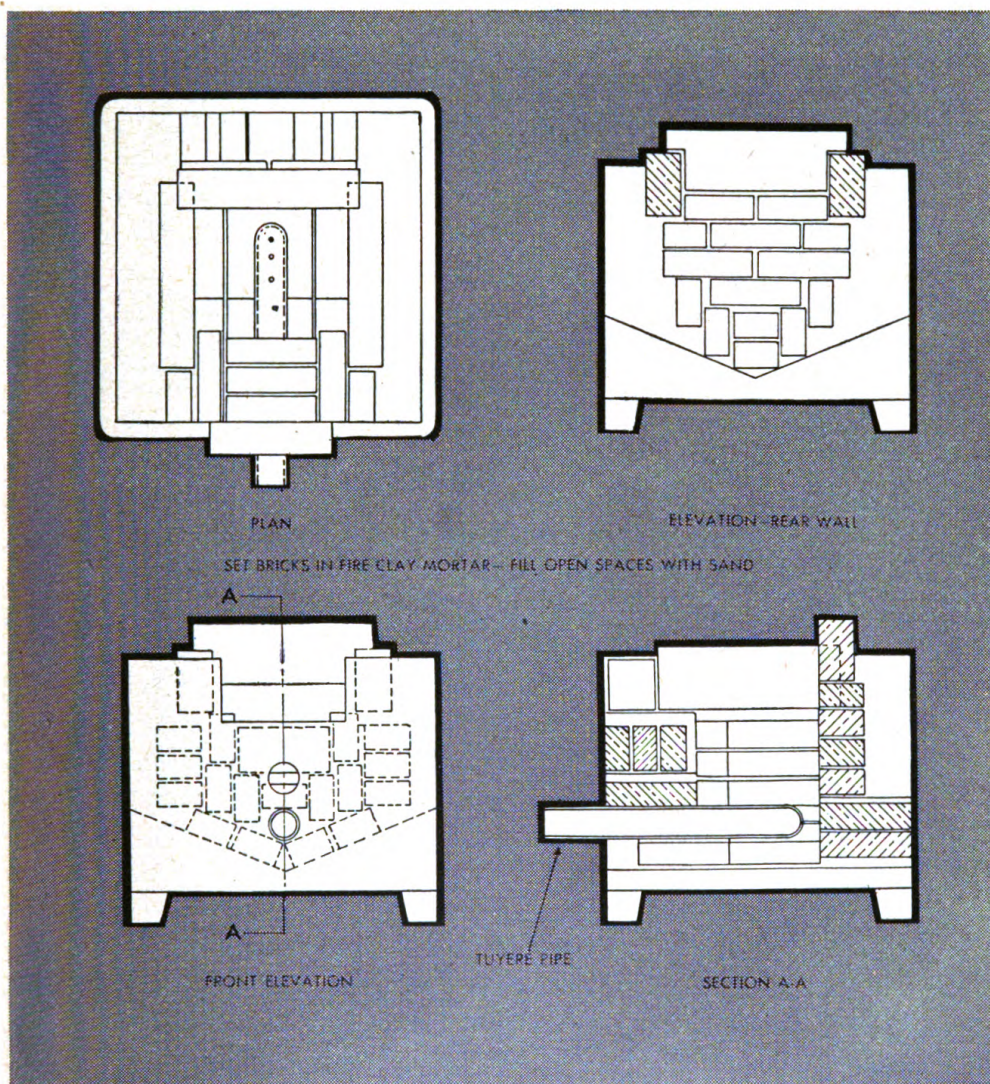 PLAN
ELEVATION—REAR WALL
SET BRICKS IN FIRE CLAY MORTAR— FILL OPEN SPACES WITH SAND
A
A
TUYERE PIPE
FRONT ELEVATION
SECTION A-A